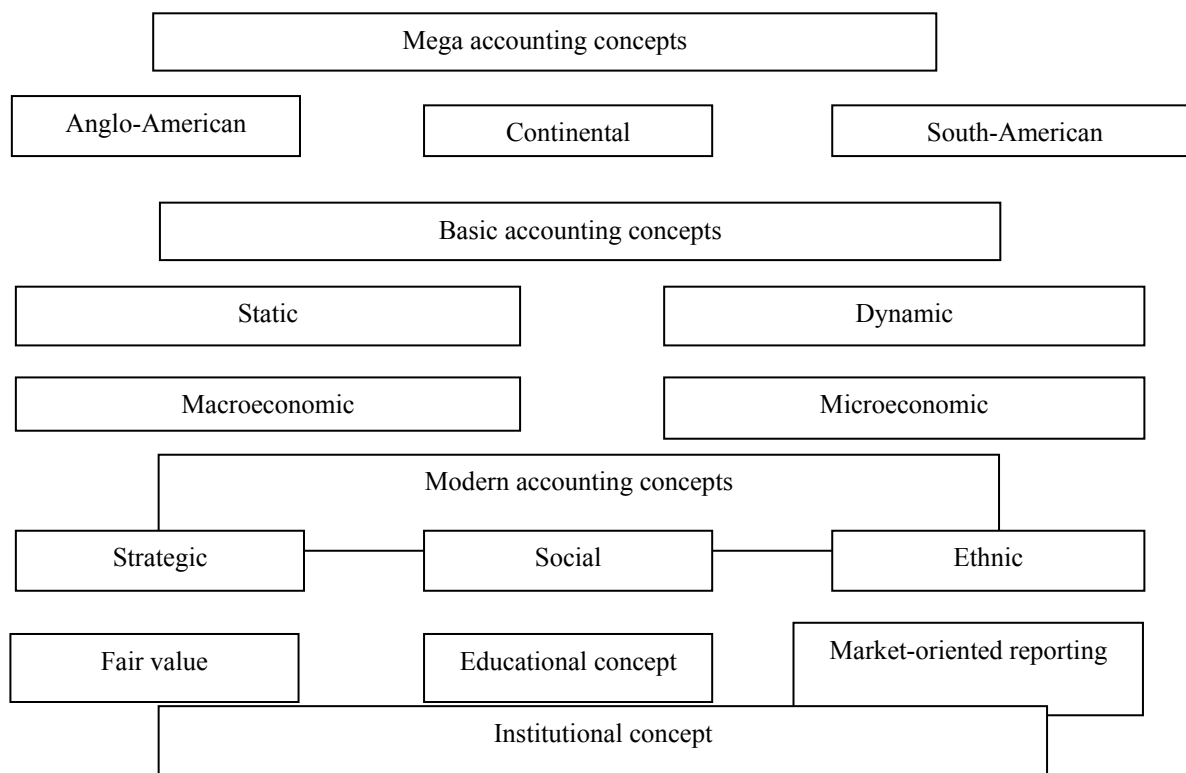 Mega accounting concepts
Anglo-American
Continental
South-American
Basic accounting concepts
Static
Dynamic
Macroeconomic
Microeconomic
Modern accounting concepts
Strategic
Social
Ethnic
Fair value
Educational concept
Market-oriented reporting
Institutional concept